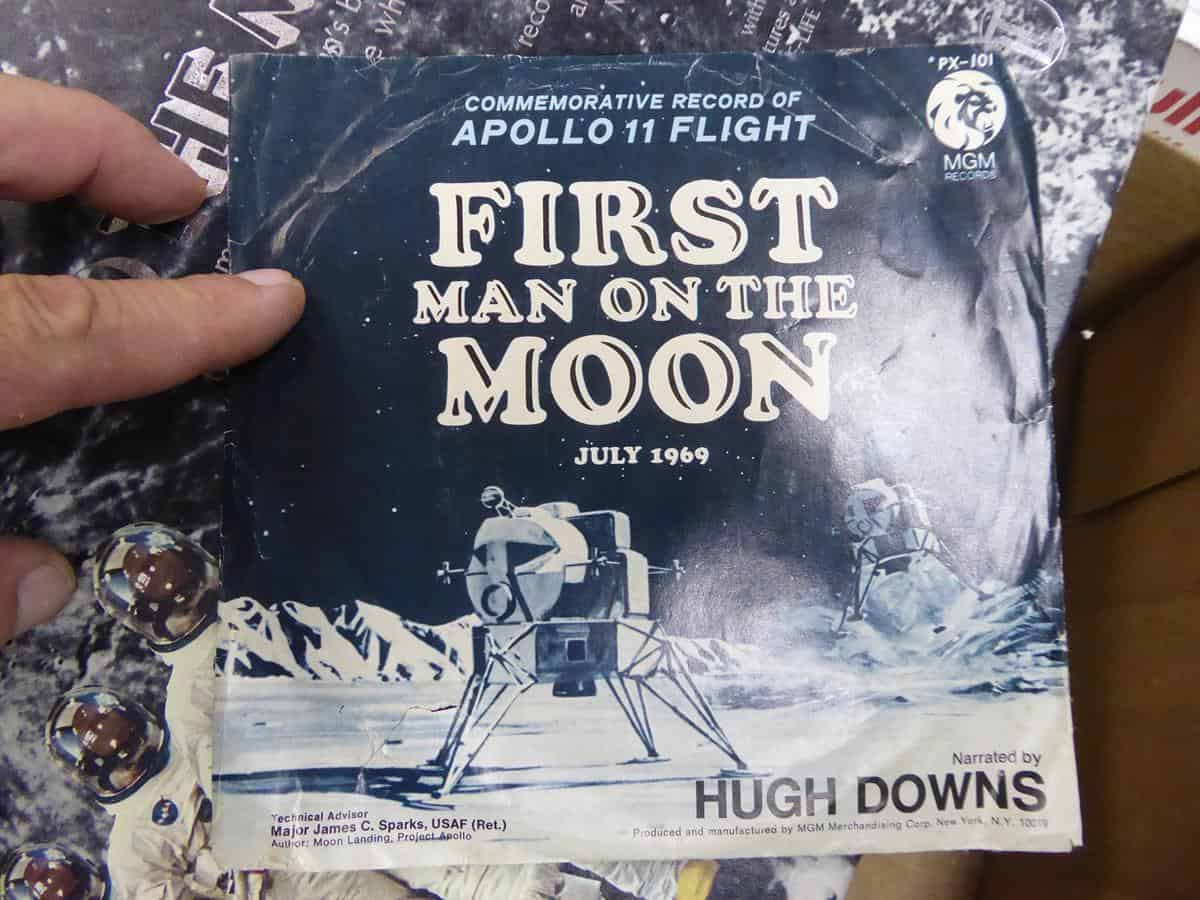 PX-101
MGM
RECORDS
COMMEMORATIVE RECORD OF
APOLLO 11 FLIGHT
FIRST
MAN ON THE
MOON
JULY 1969
Narrated by
HUGH DOWNS
Technical Advisor
Major James C. Sparks, USAF (Ret.)
Author: Moon Landing, Project Apollo
Produced and manufactured by MGM Merchandising Corp. New York, N.Y. 10019